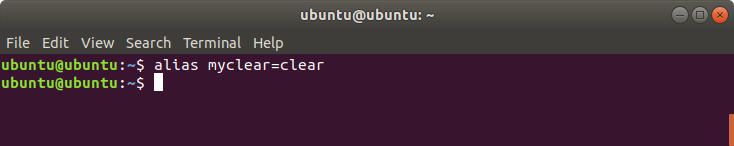 ubuntu@ubuntu: ~
File Edit View Search Terminal Help
ubuntu@ubuntu:~$ alias myclear=clear
ubuntu@ubuntu:~$